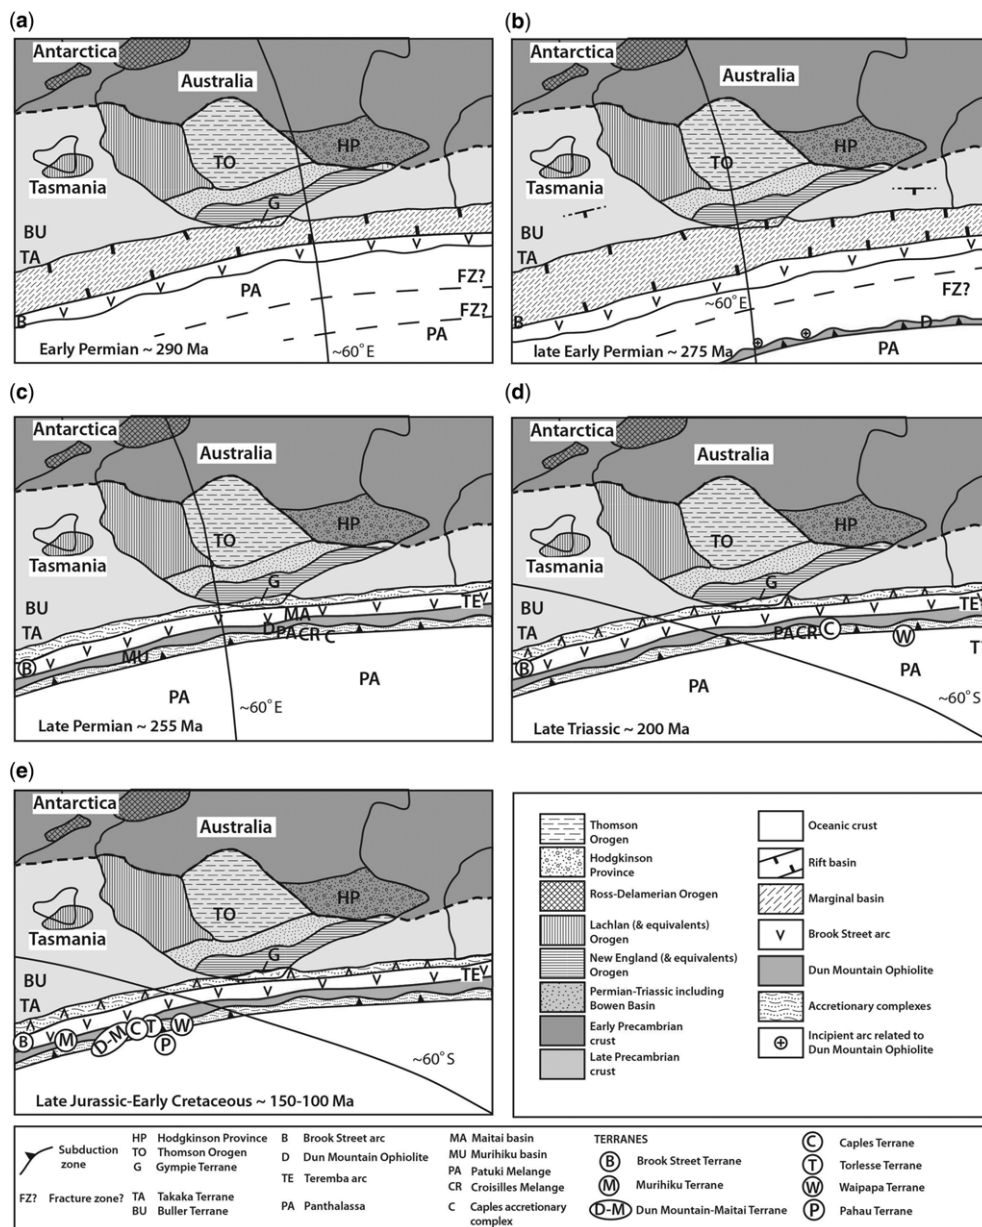 (a)
Antarctica
Australia
HP
TO
Tasmania
G
BU
TA
FZ?
PA
FZ?
B
PA
~60°E
Early Permian ~ 290 Ma
(b)
Antarctica
Australia
HP
TO
Tasmania
G
BU
TA
~60°E
FZ?
B
D
PA
late Early Permian ~ 275 Ma
(c)
Antarctica
Australia
HP
TO
Tasmania
G
BU
TE
MA
TA
D
PACR C
MU
B
PA
PA
~60°E
Late Permian ~ 255 Ma
(d)
Antarctica
Australia
HP
TO
Tasmania
G
BU
TE
TA
PACR
C
W
B
PA
PA
~60°S
Late Triassic ~ 200 Ma
(e)
Antarctica
Australia
HP
TO
Tasmania
G
BU
TE
TA
B
M
D-M
C
T
W
P
~60°S
Late Jurassic-Early Cretaceous ~ 150-100 Ma
Thomson
Orogen
Hodgkinson
Province
Ross-Delamerian Orogen
Lachlan (& equivalents)
Orogen
New England (& equivalents)
Orogen
Permian-Triassic including
Bowen Basin
Early Precambrian
crust
Late Precambrian
crust
Oceanic crust
Rift basin
Marginal basin
Brook Street arc
Dun Mountain Ophiolite
Accretionary complexes
Incipient arc related to
Dun Mountain Ophiolite
Subduction
zone
FZ? Fracture zone?
HP Hodgkinson Province
TO Thomson Orogen
G Gympie Terrane
TA Takaka Terrane
BU Buller Terrane
B Brook Street arc
D Dun Mountain Ophiolite
TE Teremba arc
PA Panthalassa
MA Maitai basin
MU Murihiku basin
PA Patuki Melange
CR Croisilles Melange
C Caples accretionary
complex
TERRANES
B Brook Street Terrane
M Murihiku Terrane
D-M Dun Mountain-Maitai Terrane
C Caples Terrane
T Torlesse Terrane
W Waipapa Terrane
P Pahau Terrane